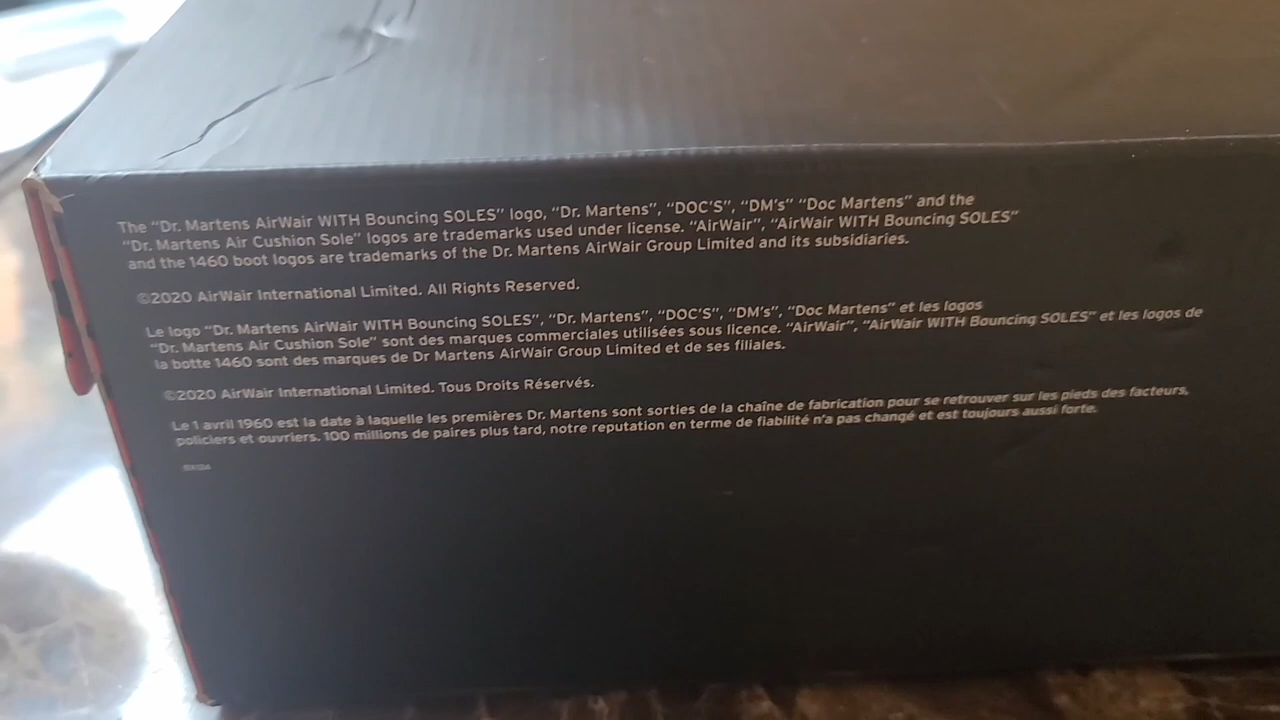 The “Dr. Martens AirWair WITH Bouncing SOLES” logo, “Dr. Martens”, “DOC'S”, “DM's” “Doc Martens” and the
“Dr. Martens Air Cushion Sole” logos are trademarks used under license. “AirWair”, “AirWair WITH Bouncing SOLES”
and the 1460 boot logos are trademarks of the Dr. Martens AirWair Group Limited and its subsidiaries.
©2020 AirWair International Limited. All Rights Reserved.
Le logo “Dr. Martens AirWair WITH Bouncing SOLES”, “Dr. Martens”, “DOC'S”, “DM's”, “Doc Martens” et les logos
“Dr. Martens Air Cushion Sole” sont des marques commerciales utilisées sous licence. “AirWair”, “AirWair WITH Bouncing SOLES” et les logos de
la botte 1460 sont des marques de Dr Martens AirWair Group Limited et de ses filiales.
©2020 AirWair International Limited. Tous Droits Réservés.
Le 1 avril 1960 est la date à laquelle les premières Dr. Martens sont sorties de la chaîne de fabrication pour se retrouver sur les pieds des facteurs,
policiers et ouvriers. 100 millions de paires plus tard, notre reputation en terme de fiabilité n'a pas changé et est toujours aussi forte.